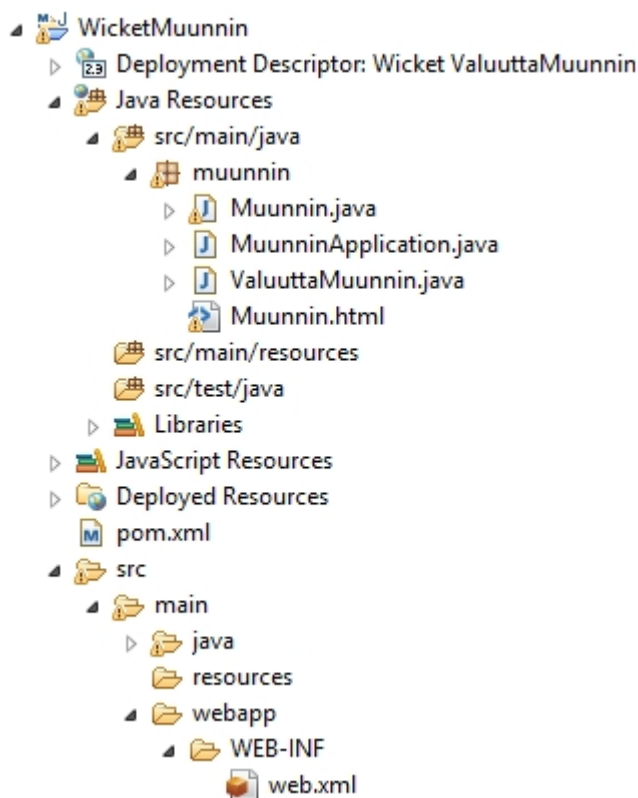 WicketMuunnin
Deployment Descriptor: Wicket ValuuttaMuunnin
Java Resources
src/main/java
muunnin
Muunnin.java
MuunninApplication.java
ValuuttaMuunnin.java
Muunnin.html
src/main/resources
src/test/java
Libraries
JavaScript Resources
Deployed Resources
pom.xml
src
main
java
resources
webapp
WEB-INF
web.xml